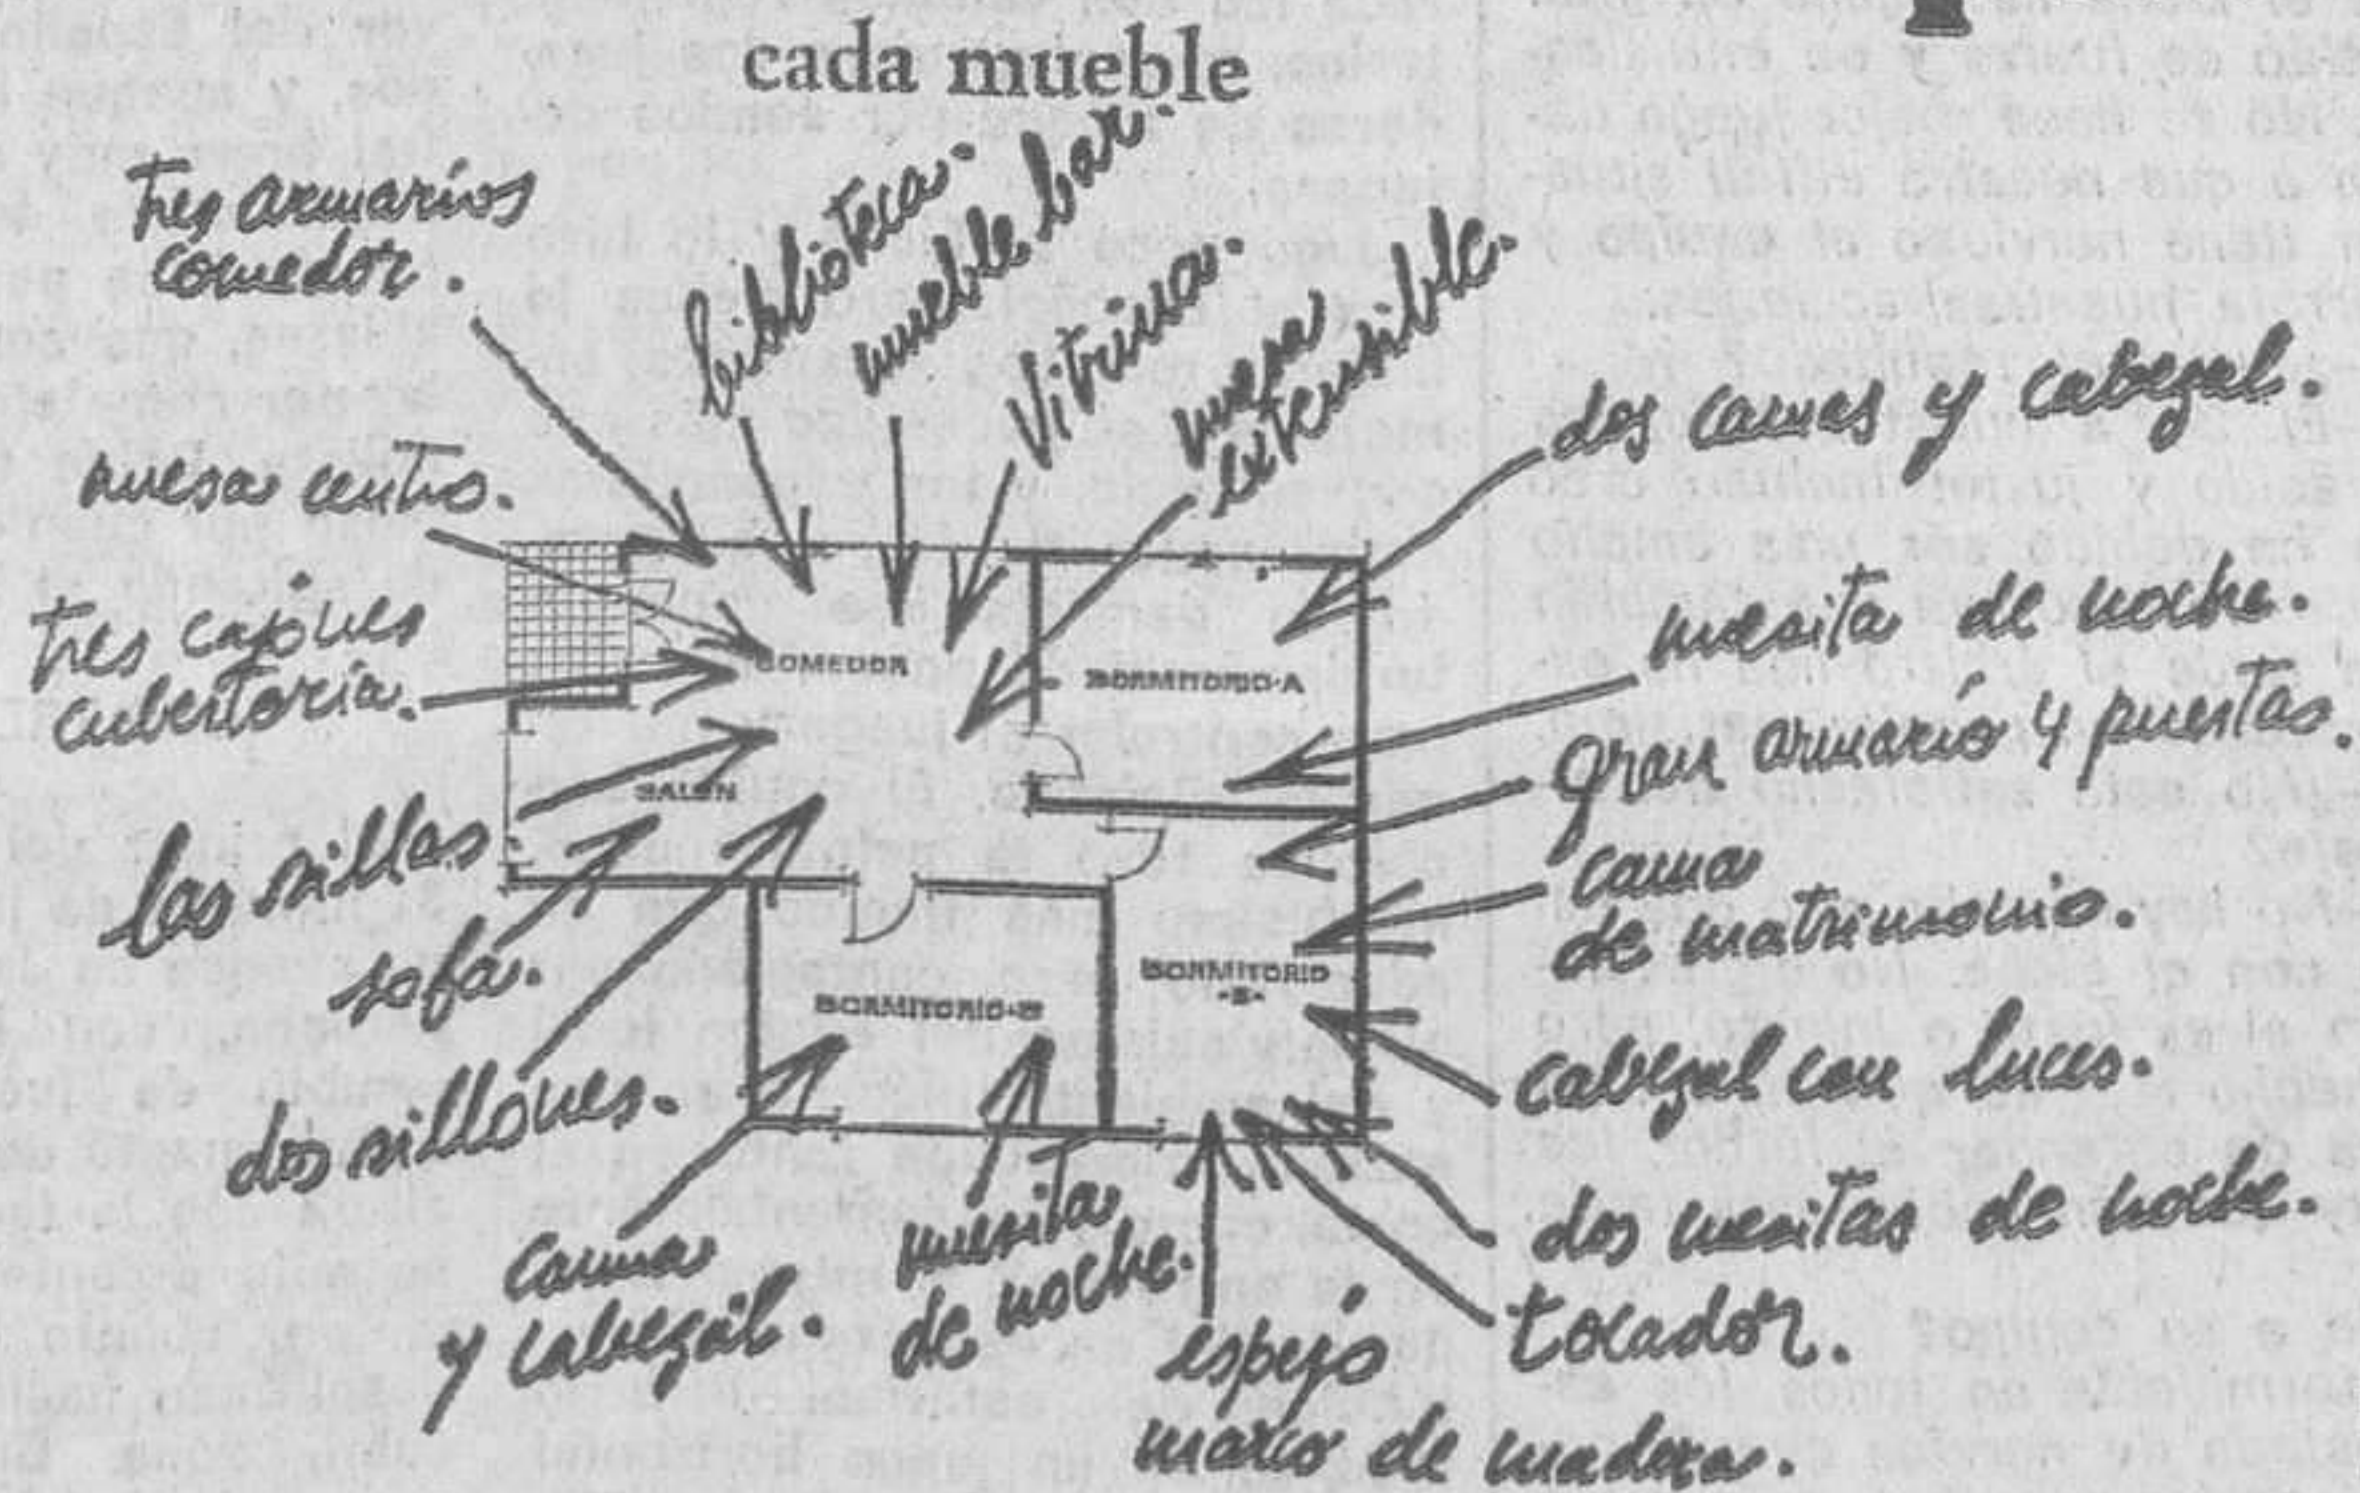 cada mueble
tres armarios
comedor.
bibliotecas.
mueble bar.
vitrina.
mesa
extensible.
dos camas y cabezal.
mesa centro.
tres cajones
cubertería.
mesita de noche.
gran armario 4 puertas.
COMEDOR
DORMITORIO-A
SALON
las sillas
sofá.
cama
de matrimonio.
DORMITORIO
DORMITORIO-B
dos sillones.
cabezal con luces.
cama
y cabezal.
mesita
de noche.
dos mesitas de noche.
tocador.
espejo
marco de madera.